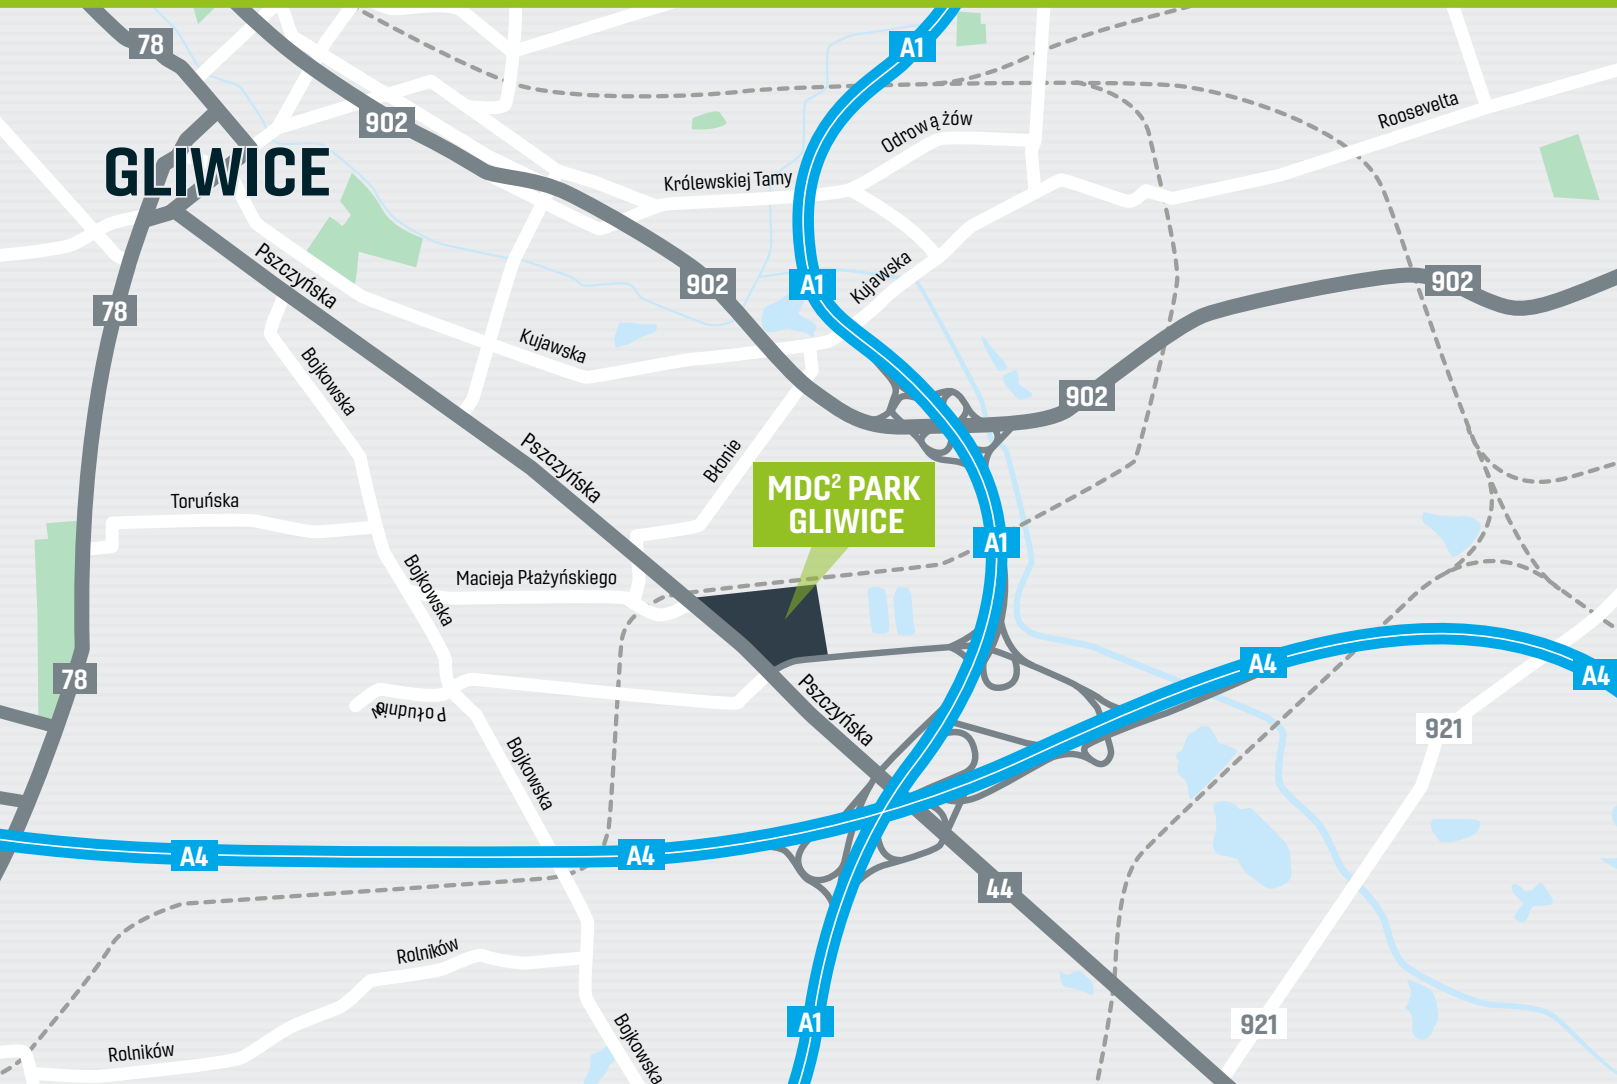 78
A1
902
Odrowążów
Roosevelta
GLIWICE
Królewskiej Tamy
Pszczyńska
902
A1
Kujawska
902
78
Kujawska
Bojkowska
902
Pszczyńska
Błonie
MDC² PARK
GLIWICE
Toruńska
A1
Bojkowska
Macieja Płażyńskiego
78
A4
A4
Południe
Pszczyńska
921
Bojkowska
A4
A4
44
Rolników
A1
921
Rolników
Bojkowska